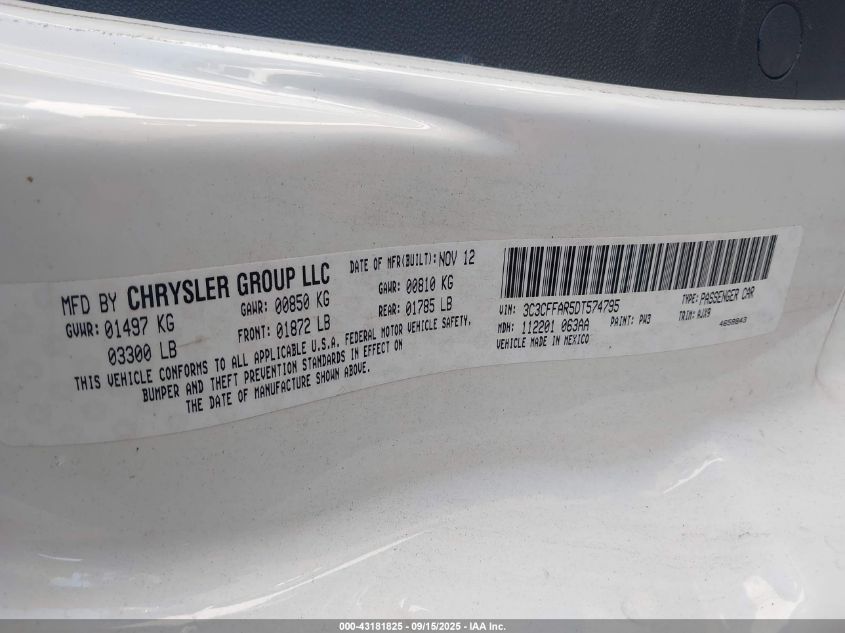 MFD BY CHRYSLER GROUP LLC DATE OF MFR(BUILT): NOV 12
GVWR: 01497 KG GAWR: 00850 KG GAWR: 00810 KG
03300 LB FRONT: 01872 LB REAR: 01785 LB
THIS VEHICLE CONFORMS TO ALL APPLICABLE U.S.A. FEDERAL MOTOR VEHICLE SAFETY,
BUMPER AND THEFT PREVENTION STANDARDS IN EFFECT ON
THE DATE OF MANUFACTURE SHOWN ABOVE.
VIN: 3C3CFFAR5DT574795 TYPE: PASSENGER CAR
MDH: 112201 063AA PAINT: PW3 TRIM: AJX9
VEHICLE MADE IN MEXICO 4658843
000-43181825 - 09/15/2025 - IAA Inc.